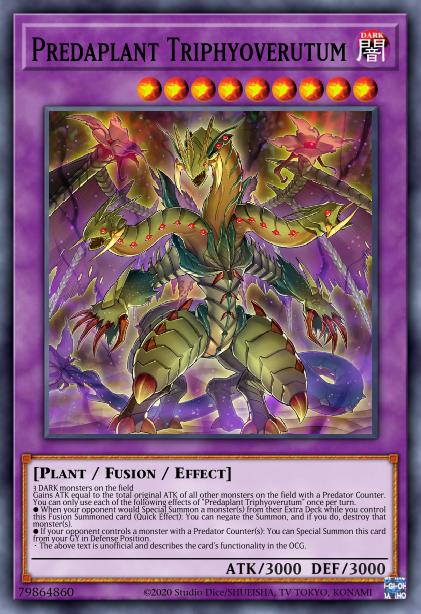 PREDAPLANT TRIPHYOVERUTUM
DARK
闇
[PLANT / FUSION / EFFECT]
3 DARK monsters on the field
Gains ATK equal to the total original ATK of all other monsters on the field with a Predator Counter.
You can only use each of the following effects of "Predaplant Triphyoverutum" once per turn.
● When your opponent would Special Summon a monster(s) from their Extra Deck while you control
this Fusion Summoned card (Quick Effect): You can negate the Summon, and if you do, destroy that
monster(s).
● If your opponent controls a monster with a Predator Counter(s): You can Special Summon this card
from your GY in Defense Position.
· The above text is unofficial and describes the card's functionality in the OCG.
ATK/3000 DEF/3000
79864860
©2020 Studio Dice/SHUEISHA, TV TOKYO, KONAMI